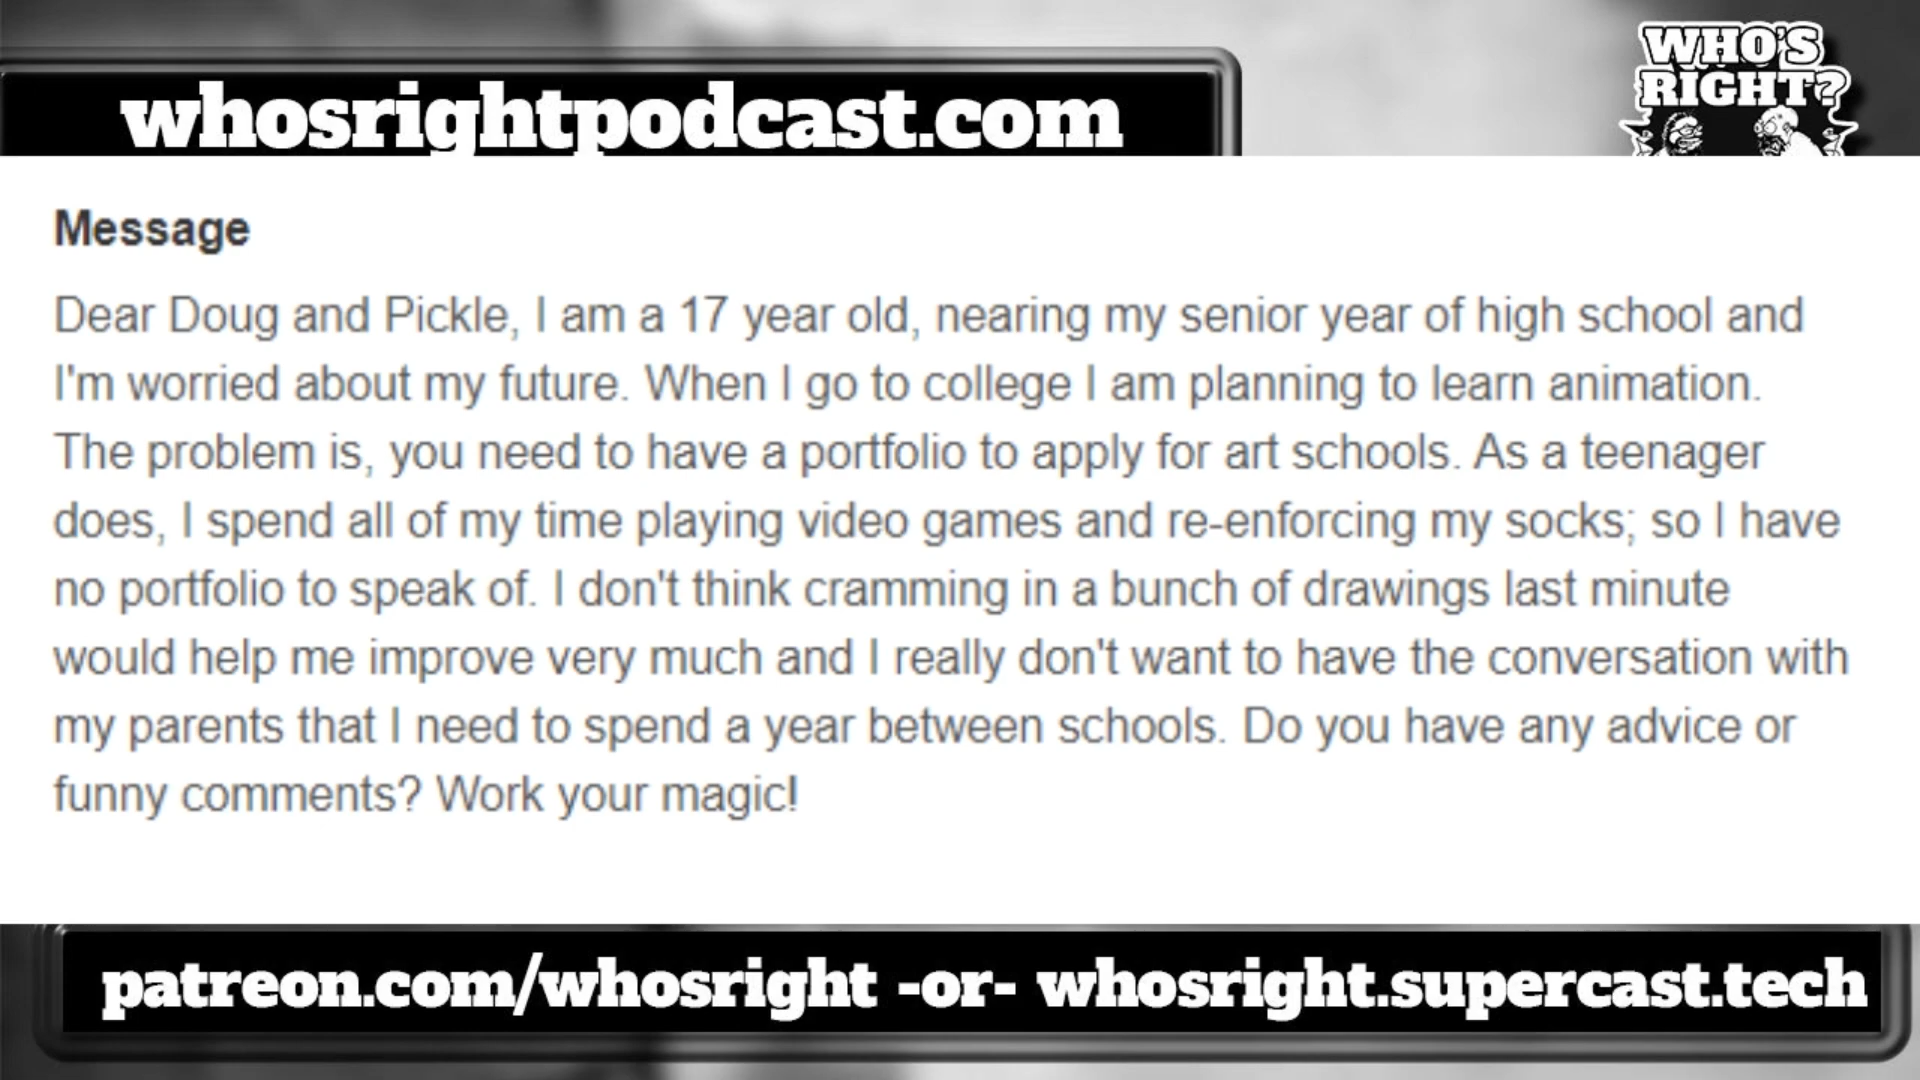 WHO'S
RIGHT?
whosrightpodcast.com
Message
Dear Doug and Pickle, I am a 17 year old, nearing my senior year of high school and
I'm worried about my future. When I go to college I am planning to learn animation.
The problem is, you need to have a portfolio to apply for art schools. As a teenager
does, I spend all of my time playing video games and re-enforcing my socks; so I have
no portfolio to speak of. I don't think cramming in a bunch of drawings last minute
would help me improve very much and I really don't want to have the conversation with
my parents that I need to spend a year between schools. Do you have any advice or
funny comments? Work your magic!
patreon.com/whosright -or- whosright.supercast.tech